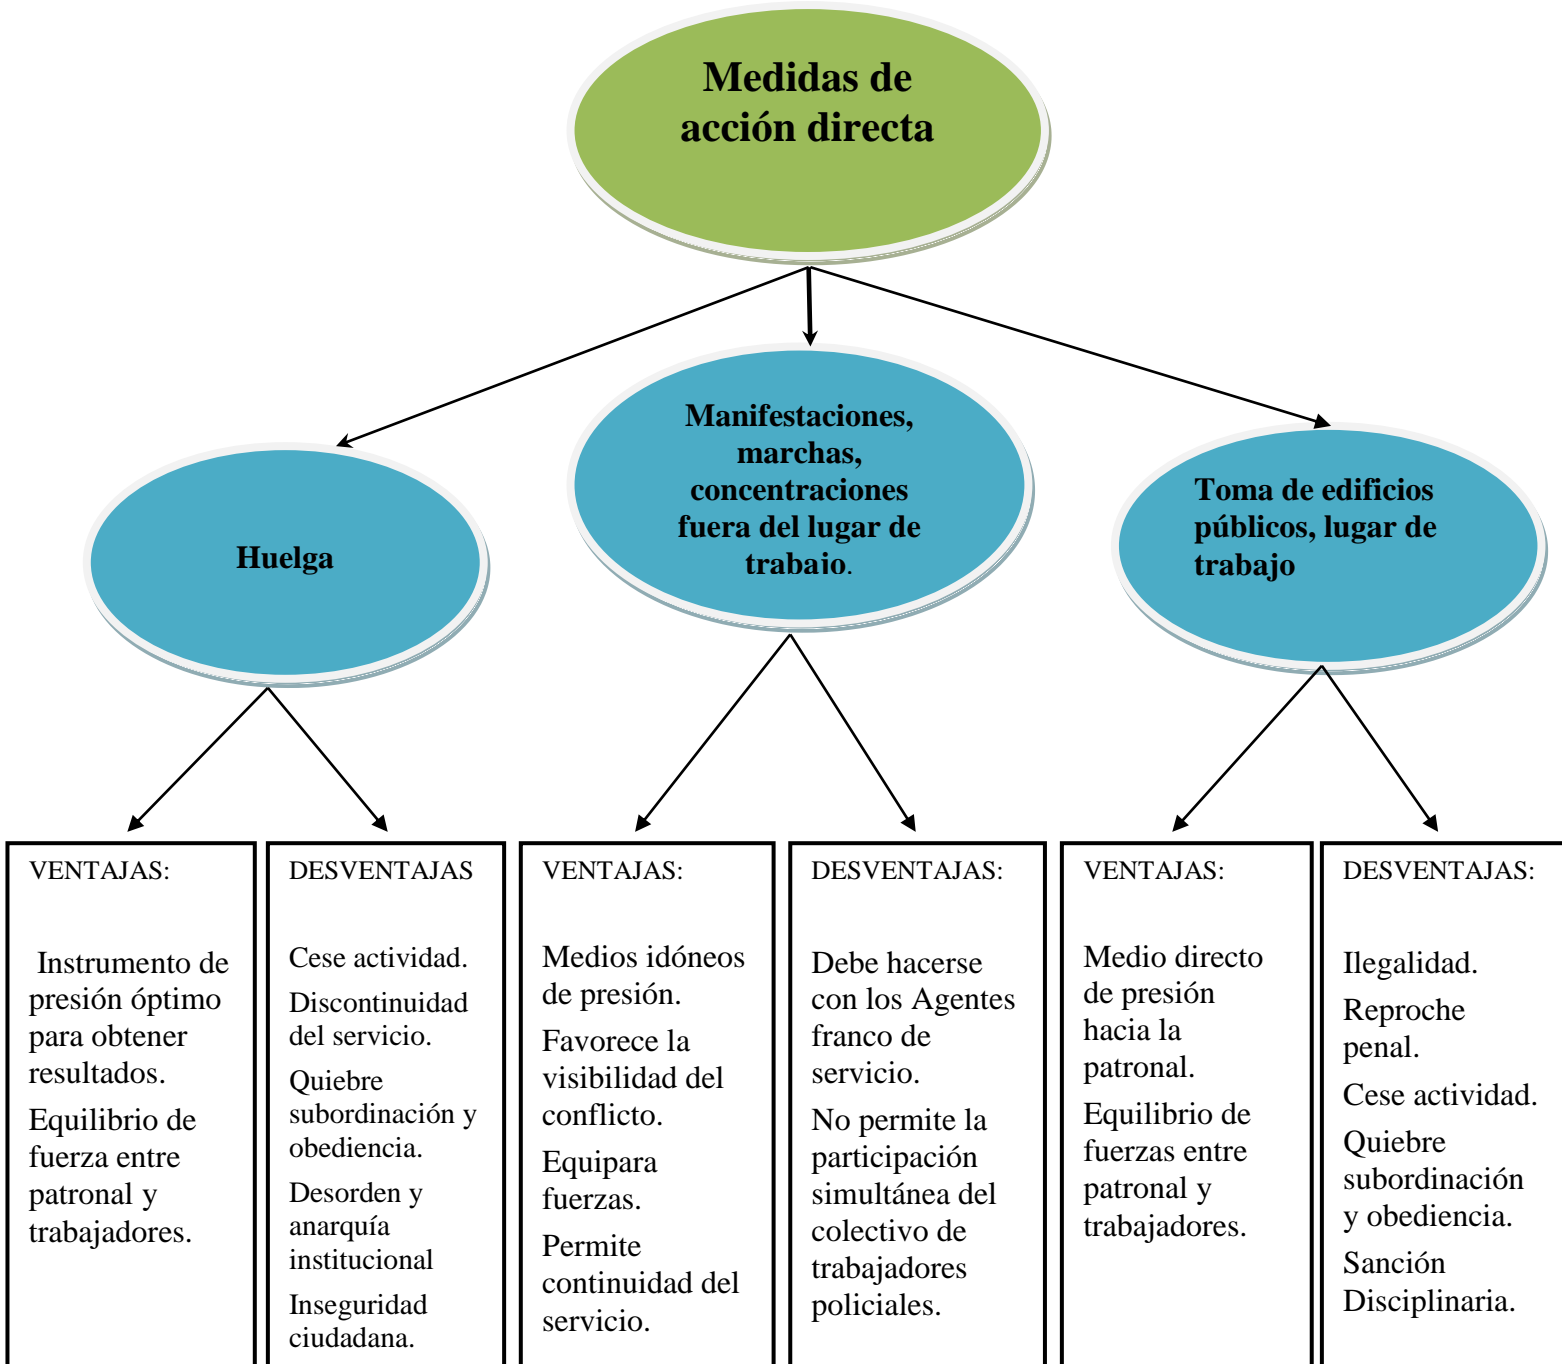 Medidas de
acción directa
Huelga
Manifestaciones,
marchas,
concentraciones
fuera del lugar de
trabajo.
Toma de edificios
públicos, lugar de
trabajo
VENTAJAS:
Instrumento de
presión óptimo
para obtener
resultados.
Equilibrio de
fuerza entre
patronal y
trabajadores.
DESVENTAJAS
Cese actividad.
Discontinuidad
del servicio.
Quiebre
subordinación y
obediencia.
Desorden y
anarquía
institucional
Inseguridad
ciudadana.
VENTAJAS:
Medios idóneos
de presión.
Favorece la
visibilidad del
conflicto.
Equipara
fuerzas.
Permite
continuidad del
servicio.
DESVENTAJAS:
Debe hacerse
con los Agentes
franco de
servicio.
No permite la
participación
simultánea del
colectivo de
trabajadores
policiales.
VENTAJAS:
Medio directo
de presión
hacia la
patronal.
Equilibrio de
fuerzas entre
patronal y
trabajadores.
DESVENTAJAS:
Ilegalidad.
Reproche
penal.
Cese actividad.
Quiebre
subordinación
y obediencia.
Sanción
Disciplinaria.